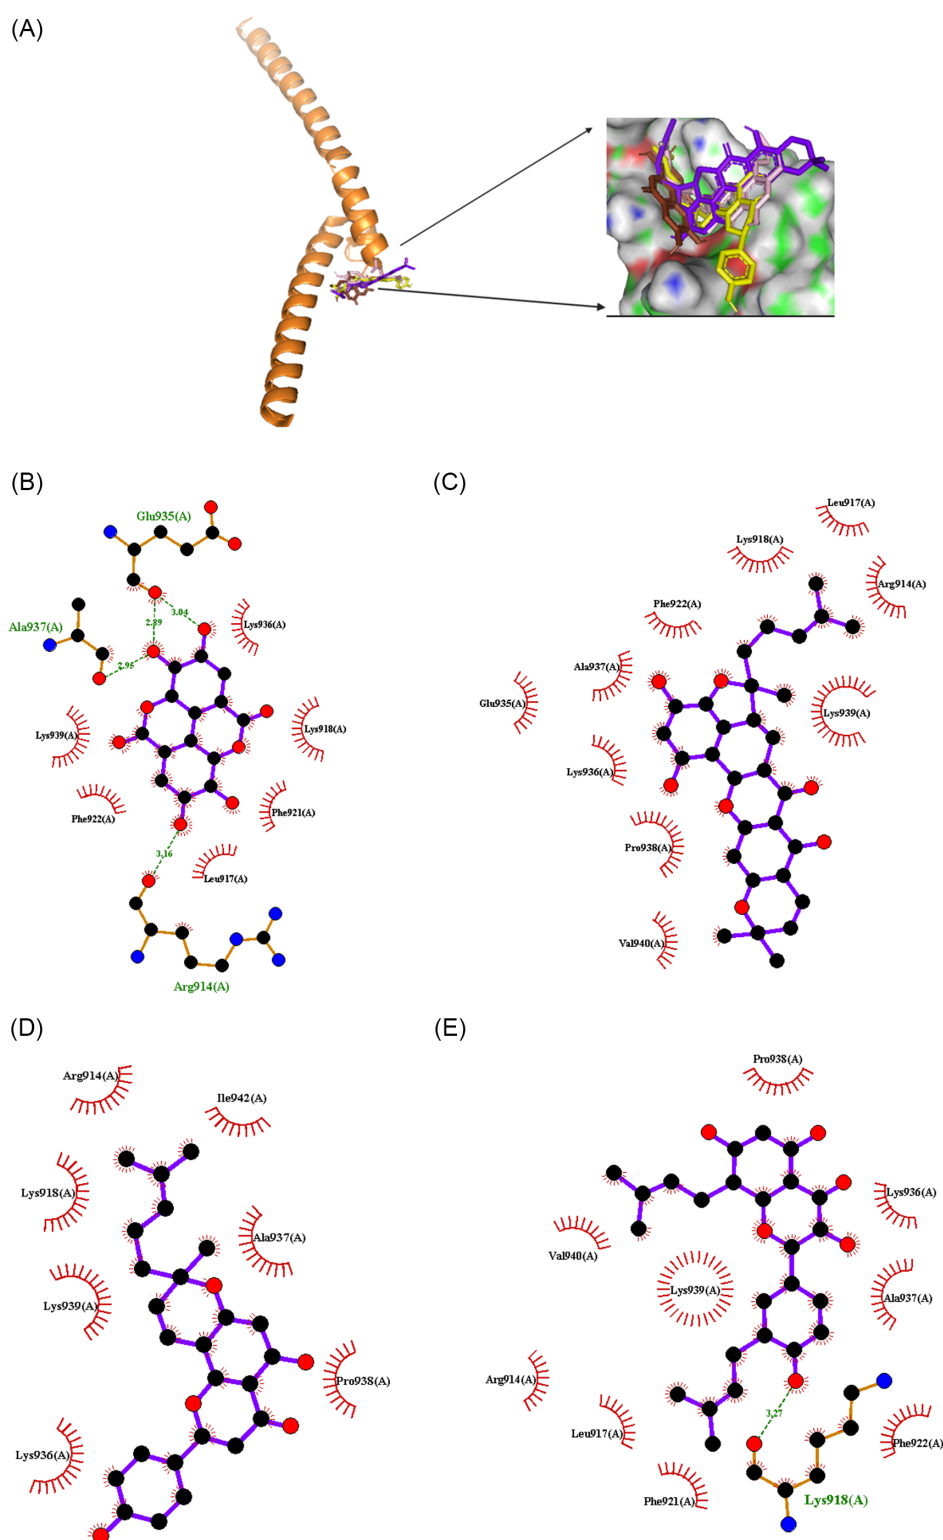 (A)
(B)
(C)
Glu935(A)
3.04
2.89
Lys936(A)
Ala937(A)
2.95
Lys939(A)
Lys918(A)
Phe922(A)
Phe921(A)
3.16
Leu917(A)
Arg914(A)
Leu917(A)
Lys918(A)
Arg914(A)
Phe922(A)
Ala937(A)
Glu935(A)
Lys939(A)
Lys936(A)
Pro938(A)
Val940(A)
(D)
(E)
Arg914(A)
Ile942(A)
Lys918(A)
Ala937(A)
Lys939(A)
Pro938(A)
Lys936(A)
Pro938(A)
Lys936(A)
Val940(A)
Lys939(A)
Ala937(A)
Arg914(A)
3.27
Leu917(A)
Phe922(A)
Phe921(A)
Lys918(A)